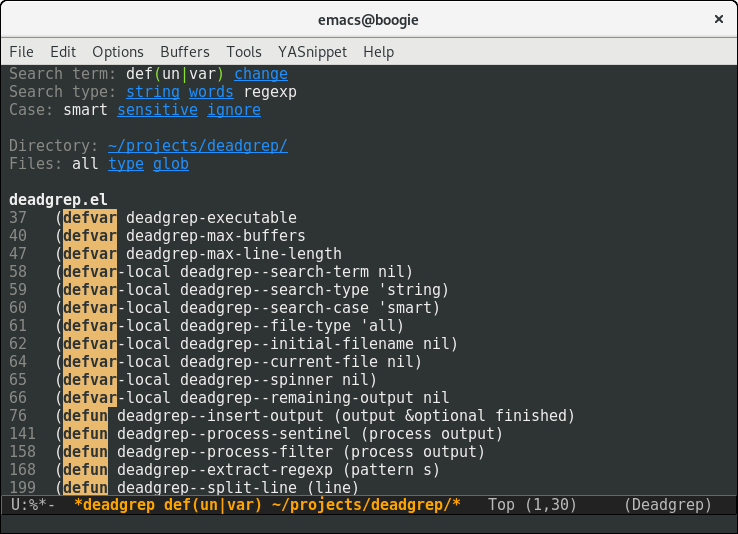 emacs@boogie ×
File Edit Options Buffers Tools YASnippet Help
Search term: def(un|var) change
Search type: string words regexp
Case: smart sensitive ignore
Directory: ~/projects/deadgrep/
Files: all type glob
deadgrep.el
37 (defvar deadgrep-executable
40 (defvar deadgrep-max-buffers
47 (defvar deadgrep-max-line-length
58 (defvar-local deadgrep--search-term nil)
59 (defvar-local deadgrep--search-type 'string)
60 (defvar-local deadgrep--search-case 'smart)
61 (defvar-local deadgrep--file-type 'all)
62 (defvar-local deadgrep--initial-filename nil)
64 (defvar-local deadgrep--current-file nil)
65 (defvar-local deadgrep--spinner nil)
66 (defvar-local deadgrep--remaining-output nil
76 (defun deadgrep--insert-output (output &optional finished)
141 (defun deadgrep--process-sentinel (process output)
158 (defun deadgrep--process-filter (process output)
168 (defun deadgrep--extract-regexp (pattern s)
199 (defun deadgrep--split-line (line)
U:%*- *deadgrep def(un|var) ~/projects/deadgrep/* Top (1,30) (Deadgrep)